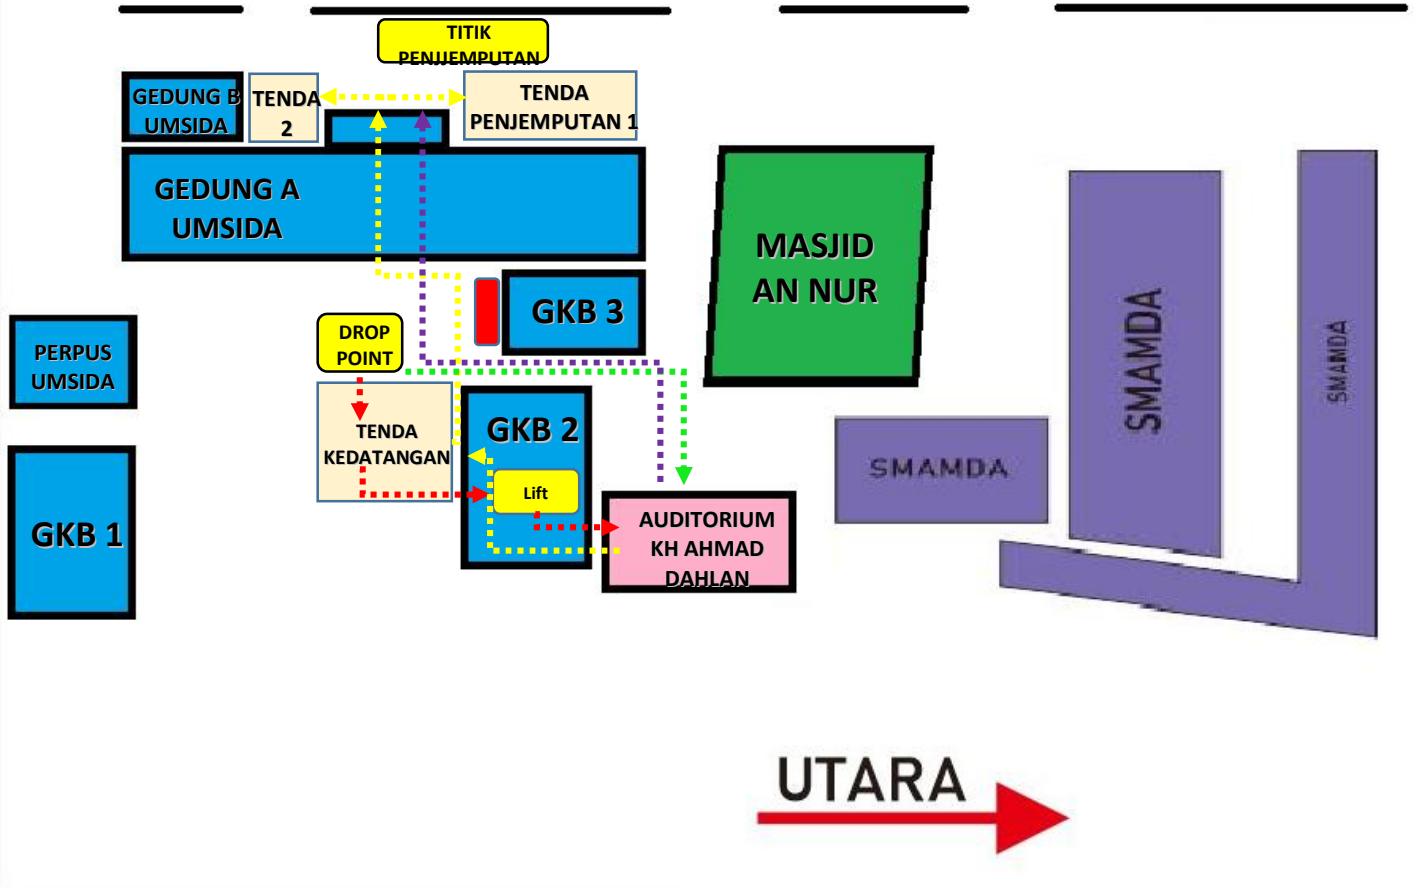 TITIK
PENJJEMPUTAN
GEDUNG B
UMSIDA
TENDA
2
TENDA
PENJEMPUTAN 1
GEDUNG A
UMSIDA
MASJID
AN NUR
GKB 3
DROP
POINT
PERPUS
UMSIDA
TENDA
KEDATANGAN
GKB 2
Lift
GKB 1
AUDITORIUM
KH AHMAD
DAHLAN
SMAMDA
SMAMDA
SMAMDA
UTARA